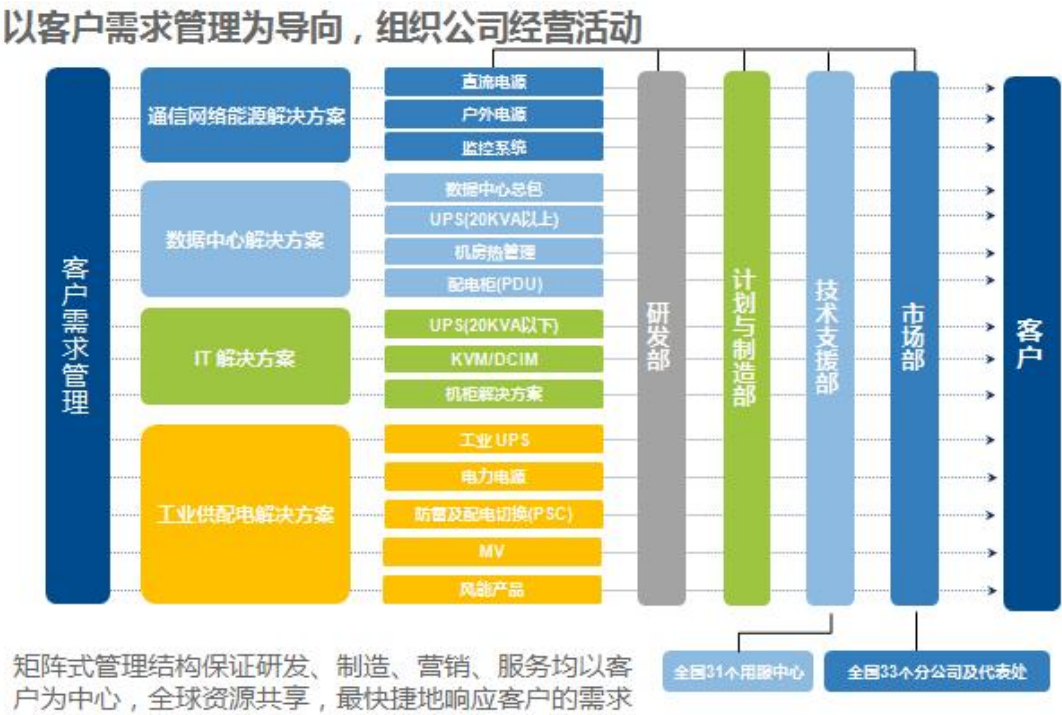 以客户需求管理为导向，组织公司经营活动
客户需求管理
通信网络能源解决方案
直流电源
户外电源
监控系统
数据中心解决方案
数据中心总包
UPS(20KVA以上)
机房热管理
配电柜(PDU)
IT 解决方案
UPS(20KVA以下)
KVM/DCIM
机柜解决方案
工业供配电解决方案
工业 UPS
电力电源
防雷及配电切换(PSC)
MV
风能产品
研发部
计划与制造部
技术支援部
市场部
客户
全国31个用服中心
全国33个分公司及代表处
矩阵式管理结构保证研发、制造、营销、服务均以客
户为中心，全球资源共享，最快捷地响应客户的需求